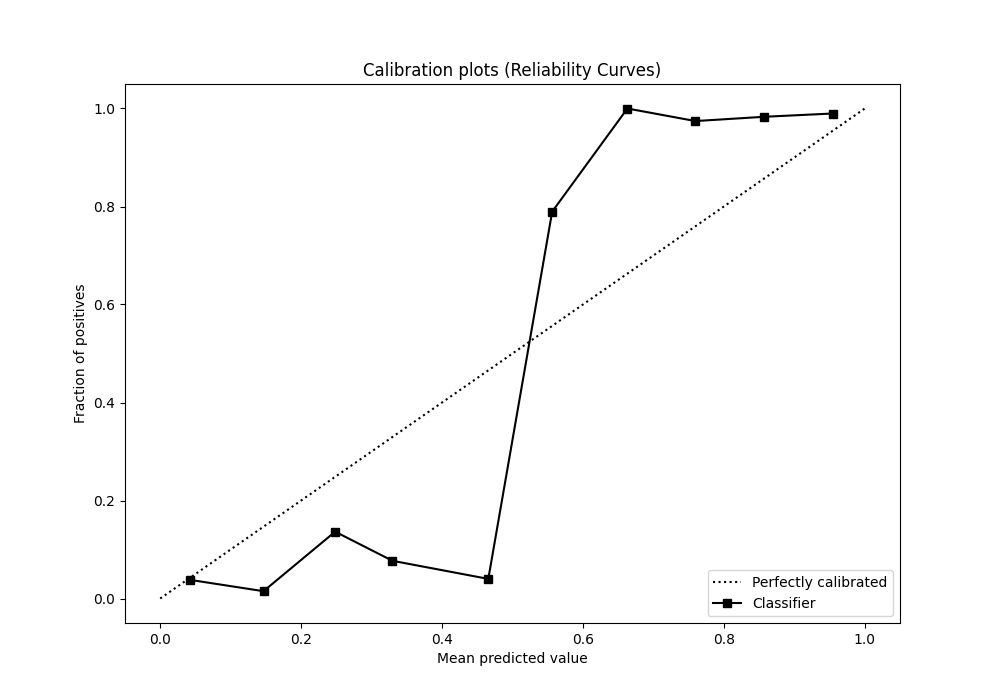 Calibration plots (Reliability Curves)
1.0
0.8
0.6
0.4
0.2
0.0
Fraction of positives
0.0 0.2 0.4 0.6 0.8 1.0
Mean predicted value
Perfectly calibrated
Classifier